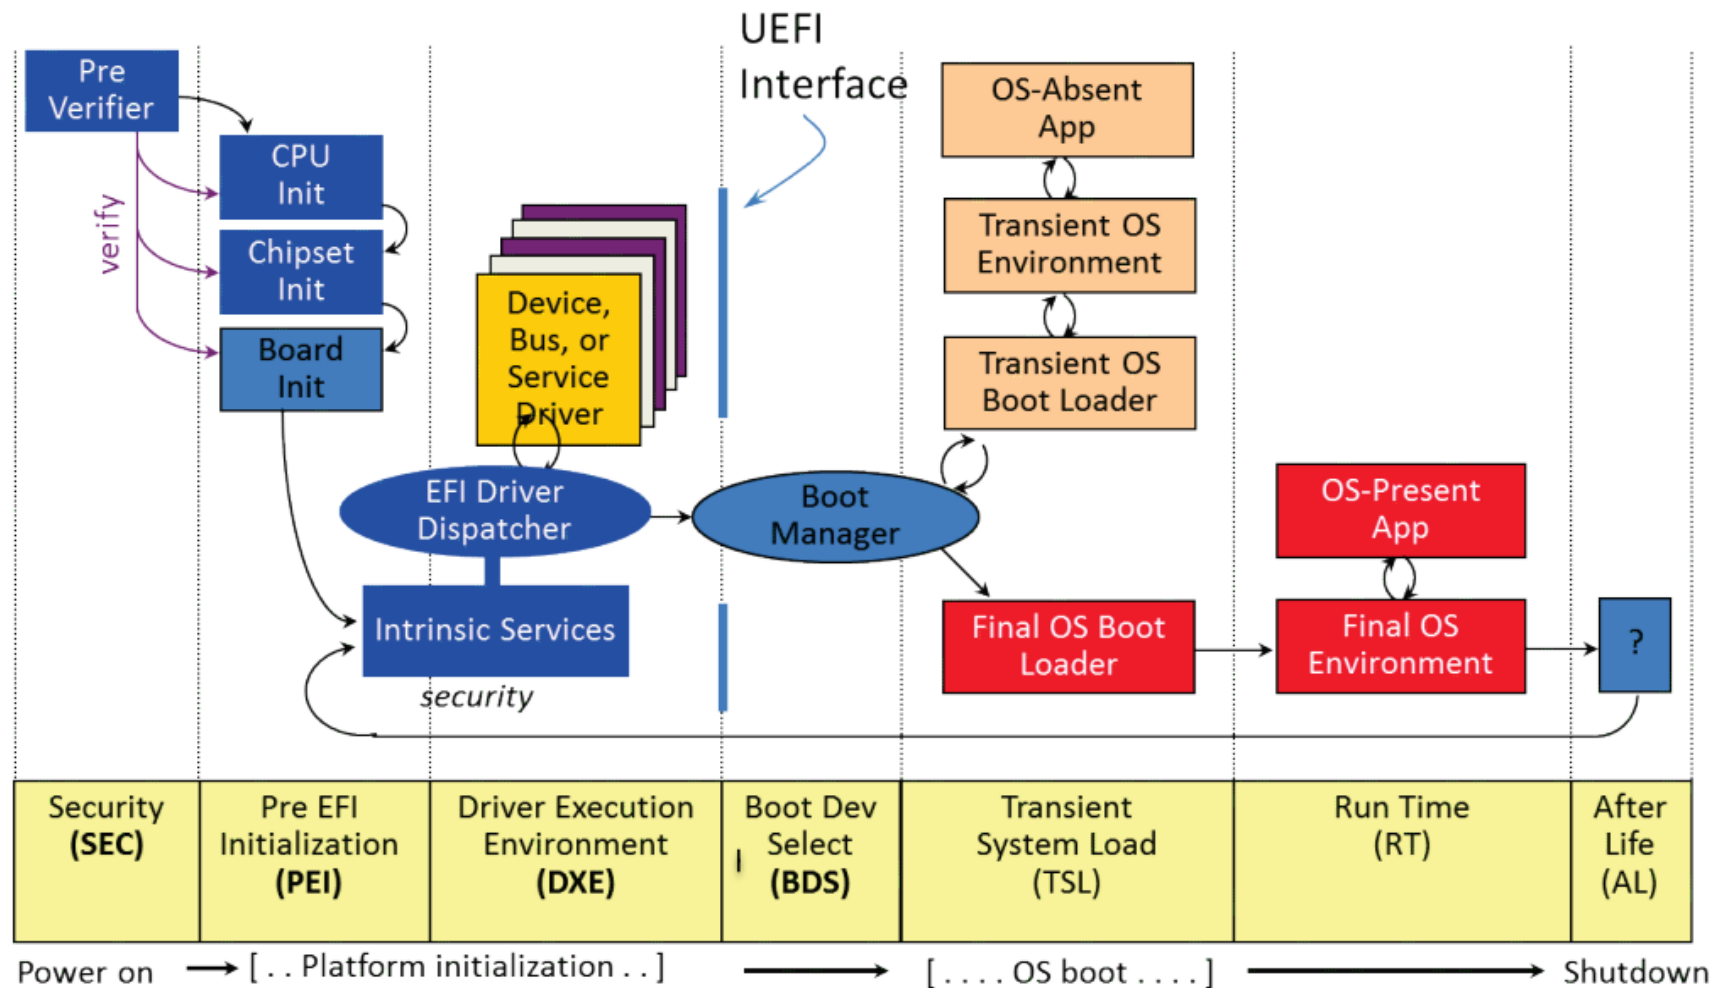 UEFI
Interface
Pre
Verifier
verify
CPU
Init
Chipset
Init
Board
Init
Device,
Bus, or
Service
Driver
EFI Driver
Dispatcher
Intrinsic Services
security
Boot
Manager
OS-Absent
App
Transient OS
Environment
Transient OS
Boot Loader
Final OS Boot
Loader
OS-Present
App
Final OS
Environment
?
Security
(SEC)
Pre EFI
Initialization
(PEI)
Driver Execution
Environment
(DXE)
Boot Dev
Select
(BDS)
Transient
System Load
(TSL)
Run Time
(RT)
After
Life
(AL)
Power on
[ . . Platform initialization . . ]
[ . . . . OS boot . . . . ]
Shutdown